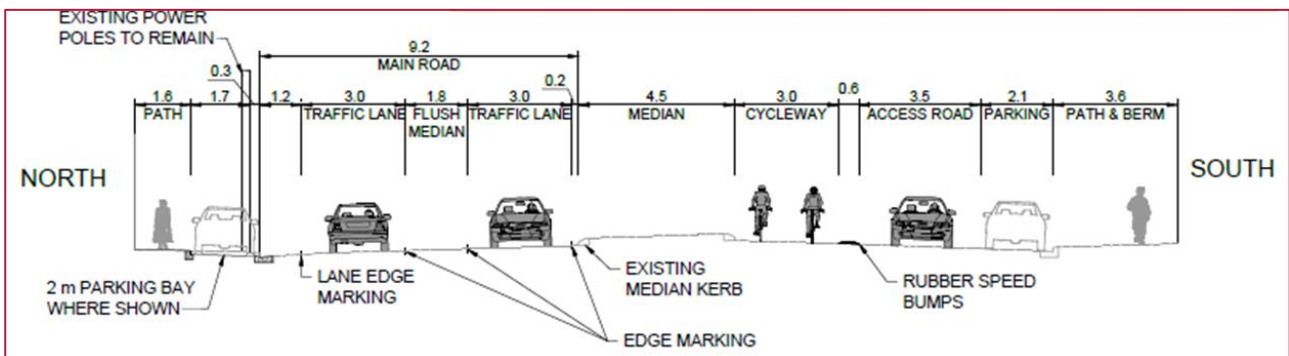 EXISTING POWER
POLES TO REMAIN
9.2
MAIN ROAD
0.3
0.2
1.6
1.7
1.2
3.0
1.8
3.0
4.5
3.0
0.6
3.5
2.1
3.6
PATH
TRAFFIC LANE
FLUSH
MEDIAN
TRAFFIC LANE
MEDIAN
CYCLEWAY
ACCESS ROAD
PARKING
PATH & BERM
NORTH
SOUTH
2 m PARKING BAY
WHERE SHOWN
LANE EDGE
MARKING
EXISTING
MEDIAN KERB
EDGE MARKING
RUBBER SPEED
BUMPS